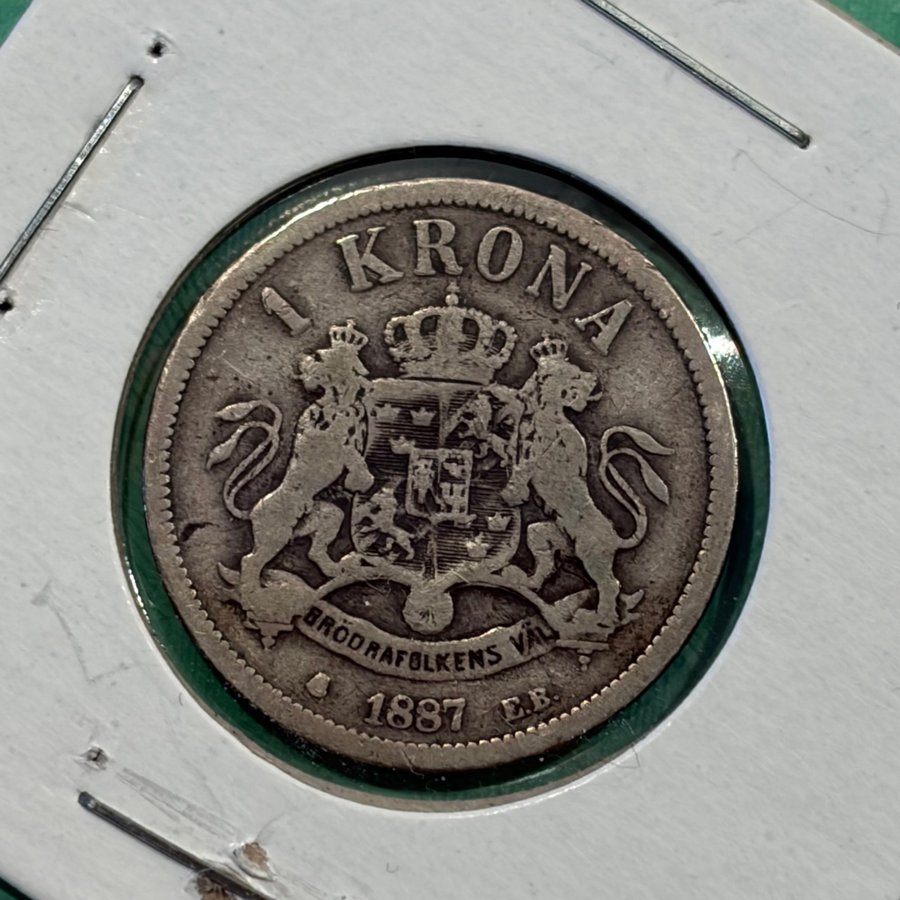 1 KRONA
BRÖDRAFOLKENS VÄL
1887 E.B.